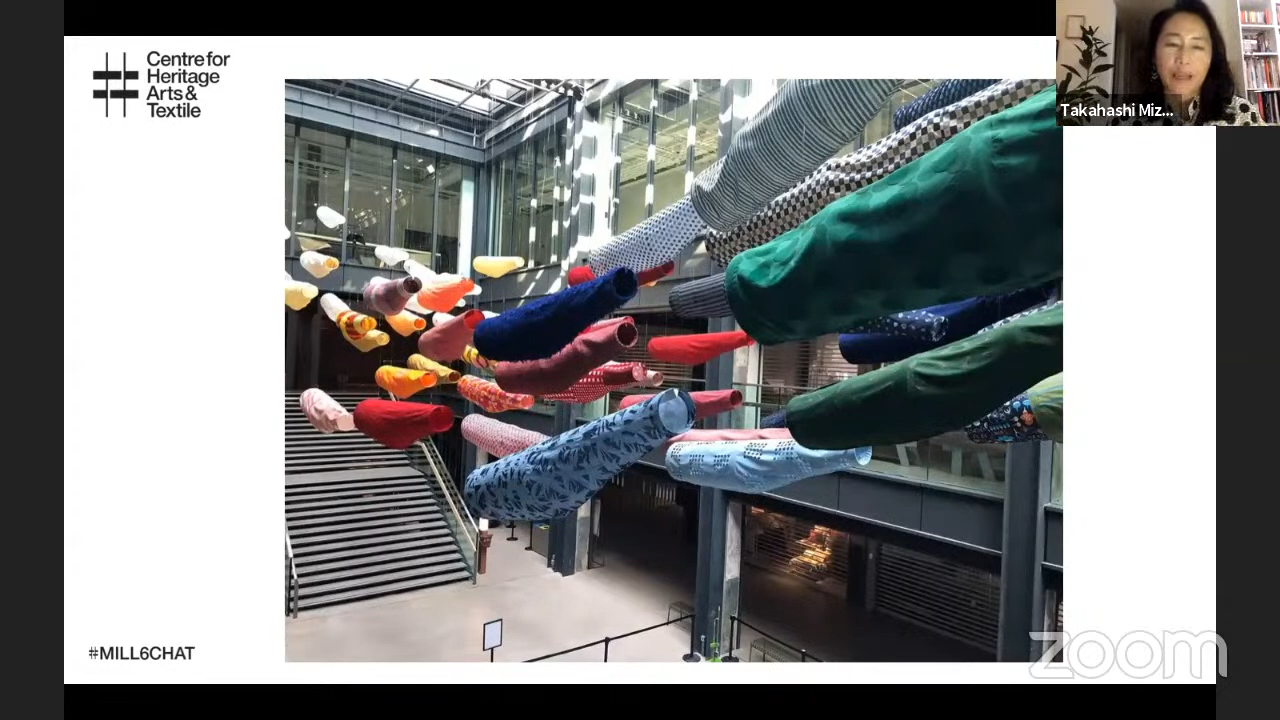 Centre for
Heritage
Arts &
Textile
Takahashi Miz...
#MILL6CHAT
zoom